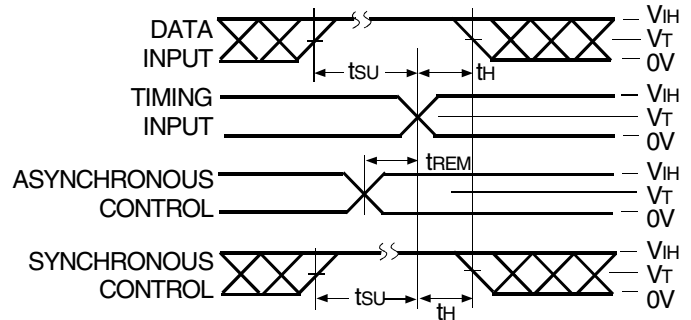 DATA INPUT
tSU
tH
VIH
VT
0V
TIMING INPUT
VIH
VT
0V
tREM
ASYNCHRONOUS CONTROL
VIH
VT
0V
SYNCHRONOUS CONTROL
tSU
tH
VIH
VT
0V